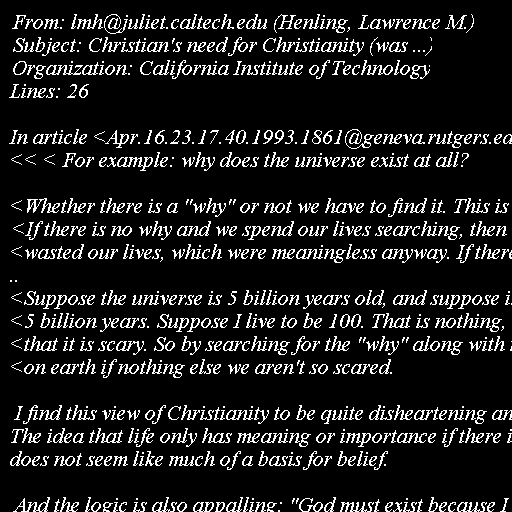 From: lmh@juliet.caltech.edu (Henling, Lawrence M.)
Subject: Christian's need for Christianity (was ...)
Organization: California Institute of Technology
Lines: 26
In article <Apr.16.23.17.40.1993.1861@geneva.rutgers.ed
<< < For example: why does the universe exist at all?
<Whether there is a "why" or not we have to find it. This is
<If there is no why and we spend our lives searching, then
<wasted our lives, which were meaningless anyway. If there
..
<Suppose the universe is 5 billion years old, and suppose i
<5 billion years. Suppose I live to be 100. That is nothing,
<that it is scary. So by searching for the "why" along with
<on earth if nothing else we aren't so scared.
I find this view of Christianity to be quite disheartening an
The idea that life only has meaning or importance if there i
does not seem like much of a basis for belief.
And the logic is also appalling: "God must exist because I